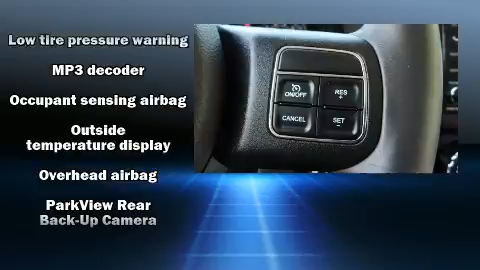 Low tire pressure warning
MP3 decoder
Occupant sensing airbag
Outside
temperature display
Overhead airbag
ParkView Rear
Back-Up Camera
ON/OFF
RES
+
CANCEL
SET
-